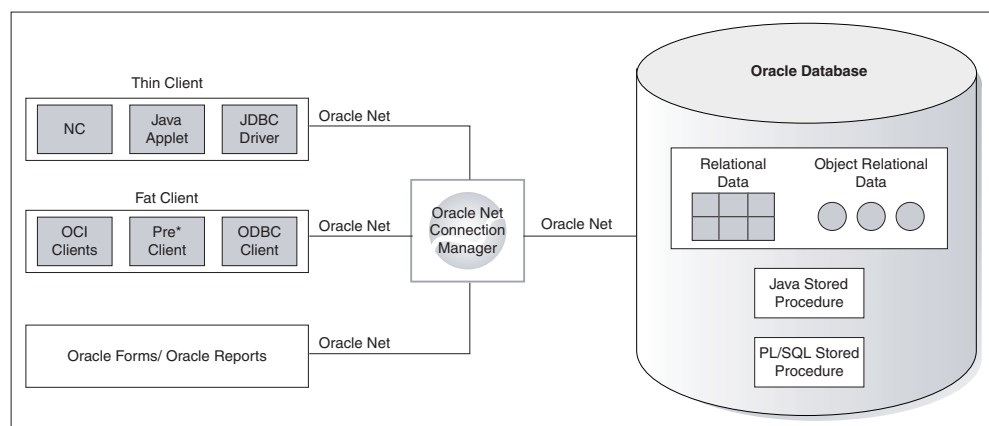 Thin Client
NC
Java
Applet
JDBC
Driver
Oracle Net
Fat Client
OCI
Clients
Pre*
Client
ODBC
Client
Oracle Net
Oracle Forms/ Oracle Reports
Oracle Net
Oracle Net
Connection
Manager
Oracle Net
Oracle Database
Relational
Data
Object Relational
Data
Java Stored
Procedure
PL/SQL Stored
Procedure